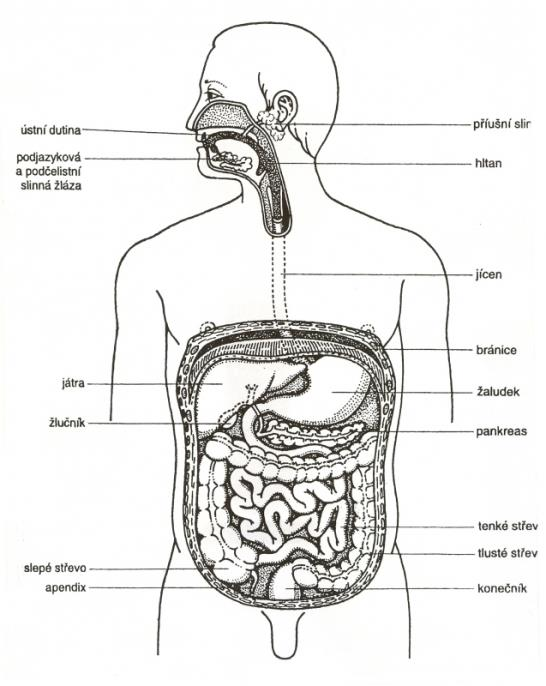 ústní dutina
podjazyková
a podčelistní
slinná žláza
příušní slin
hltan
jícen
bránice
játra
žaludek
žlučník
pankreas
tenké střev
tlusté střev
slepé střevo
apendix
konečník